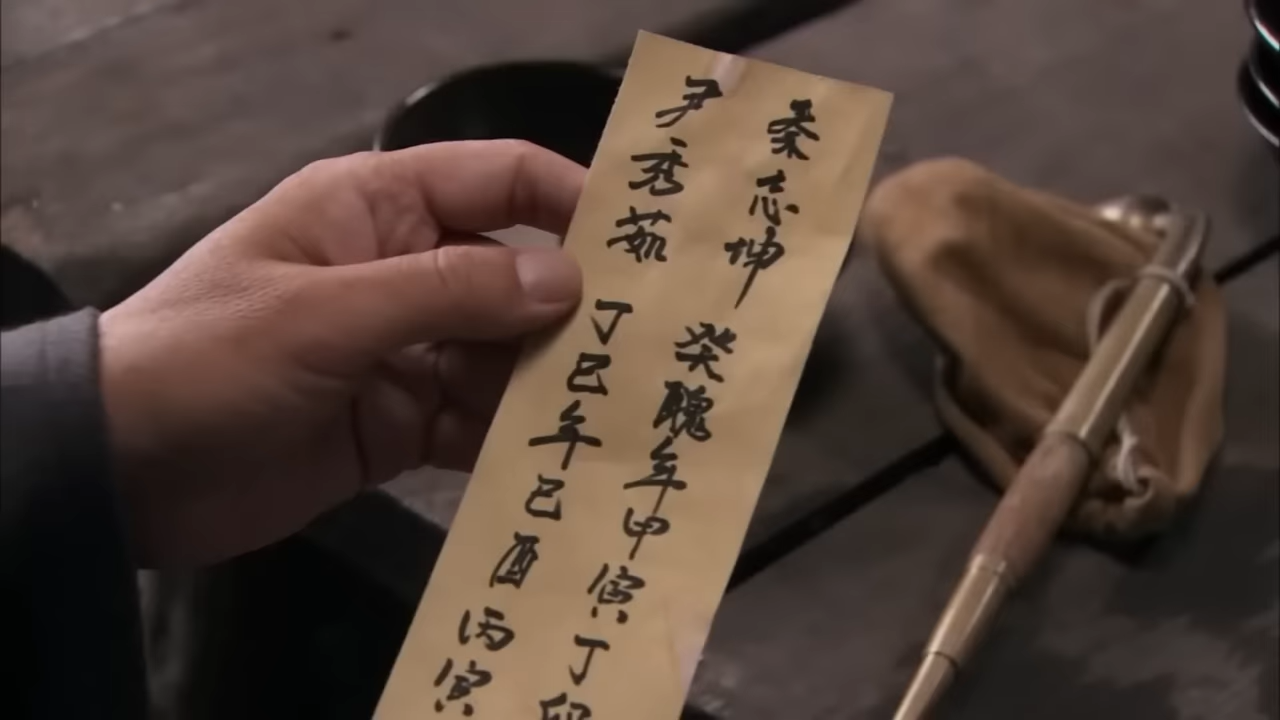 秦志坤 癸醜年甲寅丁卯
尹秀茹 丁巳年己酉丙寅